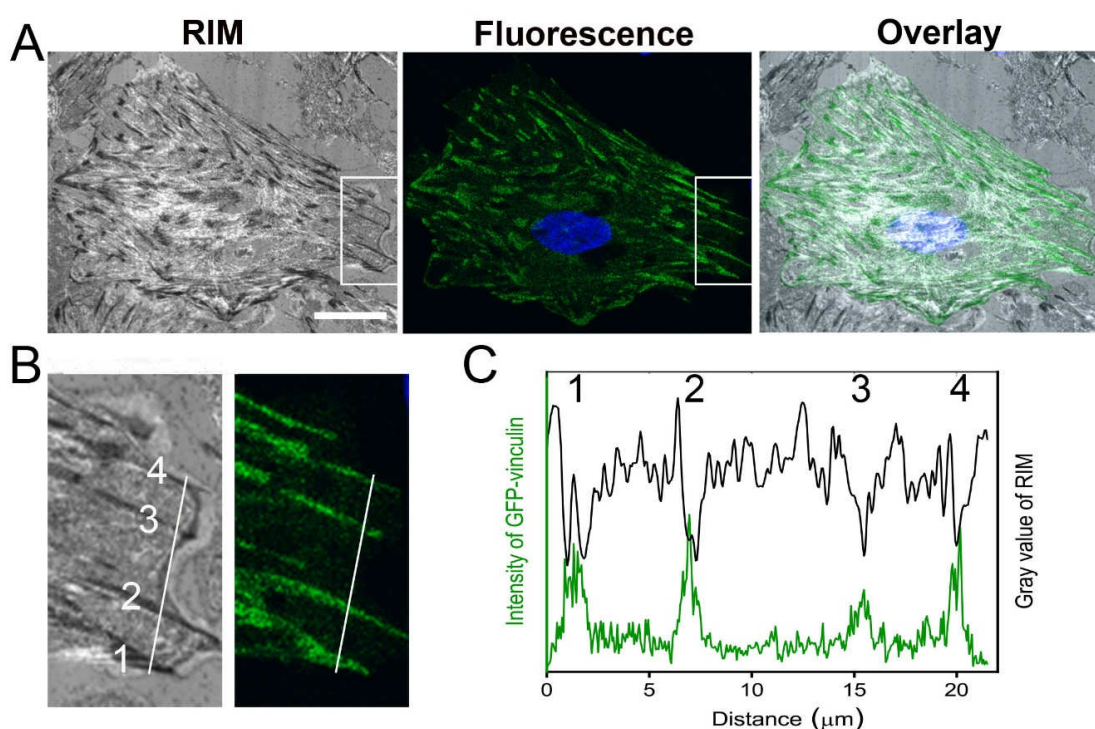 A
RIM
Fluorescence
Overlay
B
4
3
2
1
C
1 2 3 4
Intensity of GFP-vinculin
Gray value of RIM
0 5 10 15 20
Distance (μm)